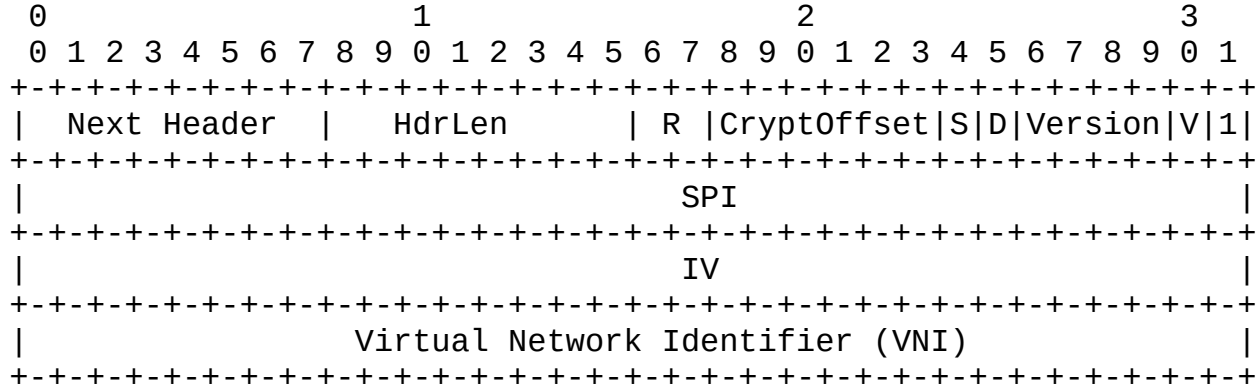 0                   1                   2                   3
 0 1 2 3 4 5 6 7 8 9 0 1 2 3 4 5 6 7 8 9 0 1 2 3 4 5 6 7 8 9 0 1
+-+-+-+-+-+-+-+-+-+-+-+-+-+-+-+-+-+-+-+-+-+-+-+-+-+-+-+-+-+-+-+-+
|  Next Header  |   HdrLen      | R |CryptOffset|S|D|Version|V|1|
+-+-+-+-+-+-+-+-+-+-+-+-+-+-+-+-+-+-+-+-+-+-+-+-+-+-+-+-+-+-+-+-+
|                                  SPI                          |
+-+-+-+-+-+-+-+-+-+-+-+-+-+-+-+-+-+-+-+-+-+-+-+-+-+-+-+-+-+-+-+-+
|                                  IV                           |
+-+-+-+-+-+-+-+-+-+-+-+-+-+-+-+-+-+-+-+-+-+-+-+-+-+-+-+-+-+-+-+-+
|                 Virtual Network Identifier (VNI)              |
+-+-+-+-+-+-+-+-+-+-+-+-+-+-+-+-+-+-+-+-+-+-+-+-+-+-+-+-+-+-+-+-+